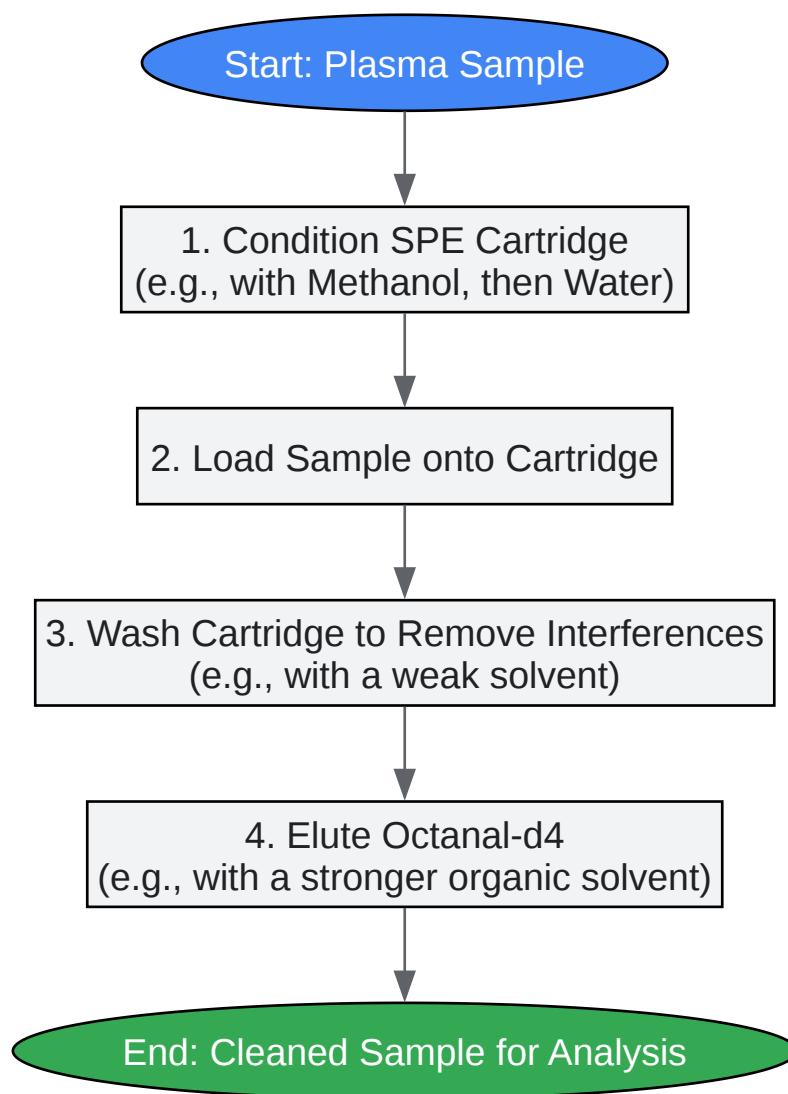 Start: Plasma Sample
1. Condition SPE Cartridge
(e.g., with Methanol, then Water)
2. Load Sample onto Cartridge
3. Wash Cartridge to Remove Interferences
(e.g., with a weak solvent)
4. Elute Octanal-d4
(e.g., with a stronger organic solvent)
End: Cleaned Sample for Analysis